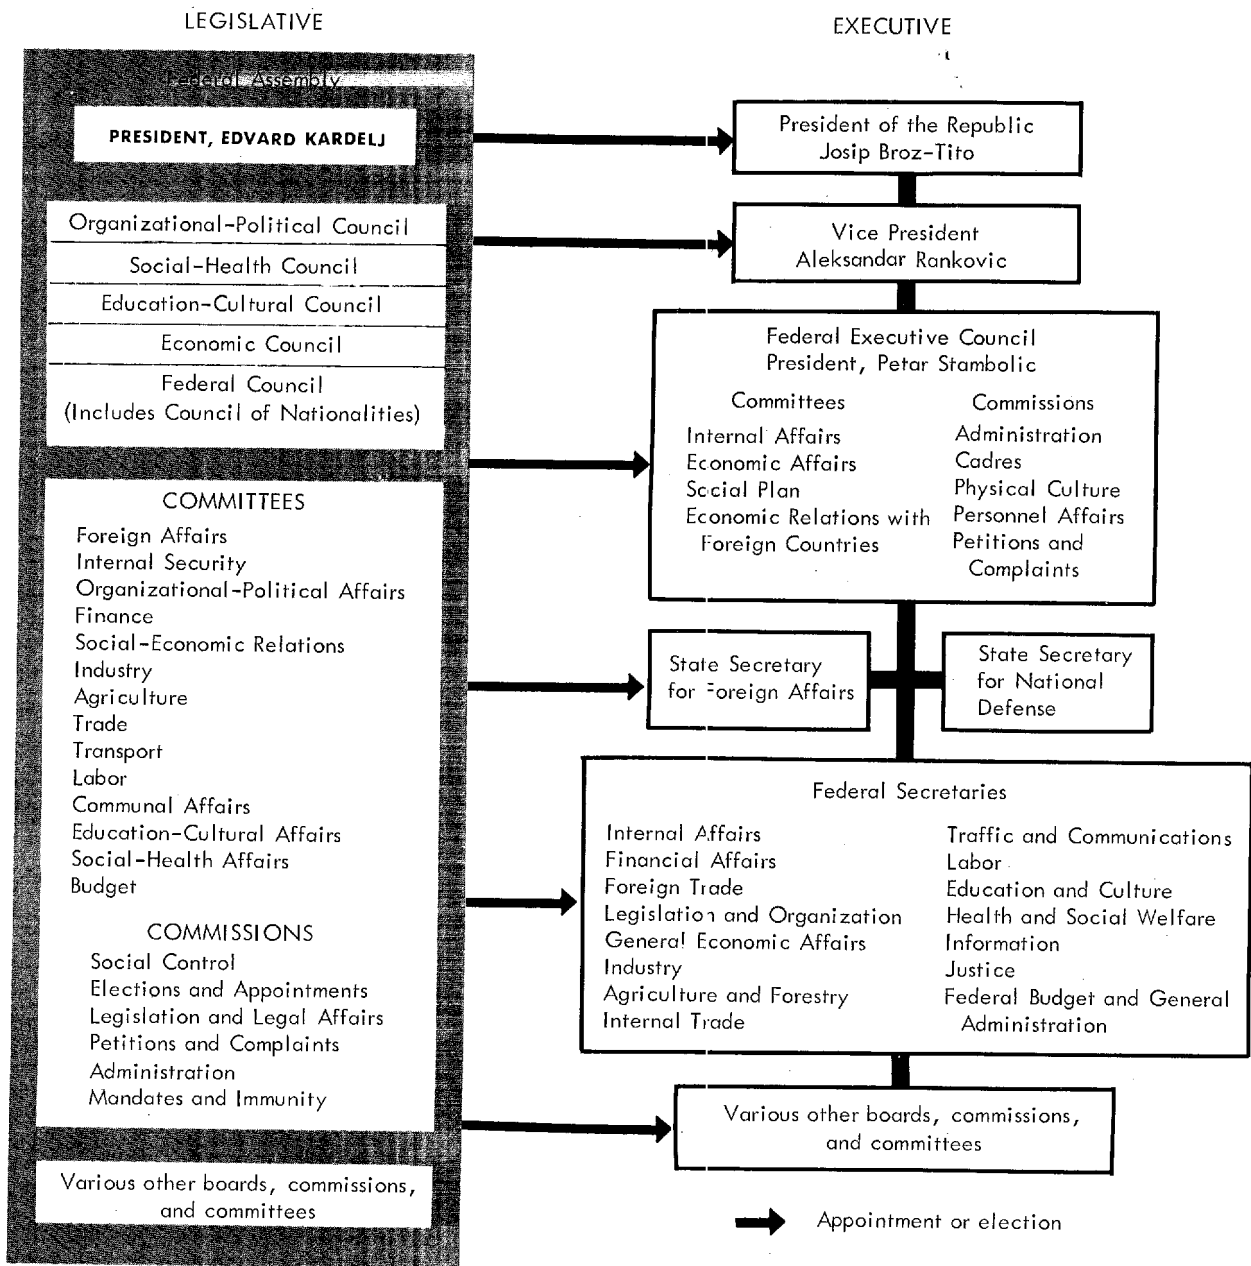 LEGISLATIVE
Federal Assembly
PRESIDENT, EDVARD KARDELJ
Organizational-Political Council
Social-Health Council
Education-Cultural Council
Economic Council
Federal Council
(Includes Council of Nationalities)
COMMITTEES
Foreign Affairs
Internal Security
Organizational-Political Affairs
Finance
Social-Economic Relations
Industry
Agriculture
Trade
Transport
Labor
Communal Affairs
Education-Cultural Affairs
Social-Health Affairs
Budget
COMMISSIONS
Social Control
Elections and Appointments
Legislation and Legal Affairs
Petitions and Complaints
Administration
Mandates and Immunity
Various other boards, commissions,
and committees
EXECUTIVE
President of the Republic
Josip Broz-Tito
Vice President
Aleksandar Rankovic
Federal Executive Council
President, Petar Stambolic
Committees
Internal Affairs
Economic Affairs
Social Plan
Economic Relations with
Foreign Countries
Commissions
Administration
Cadres
Physical Culture
Personnel Affairs
Petitions and
Complaints
State Secretary
for Foreign Affairs
State Secretary
for National
Defense
Federal Secretaries
Internal Affairs
Financial Affairs
Foreign Trade
Legislation and Organization
General Economic Affairs
Industry
Agriculture and Forestry
Internal Trade
Traffic and Communications
Labor
Education and Culture
Health and Social Welfare
Information
Justice
Federal Budget and General
Administration
Various other boards, commissions,
and committees
Appointment or election